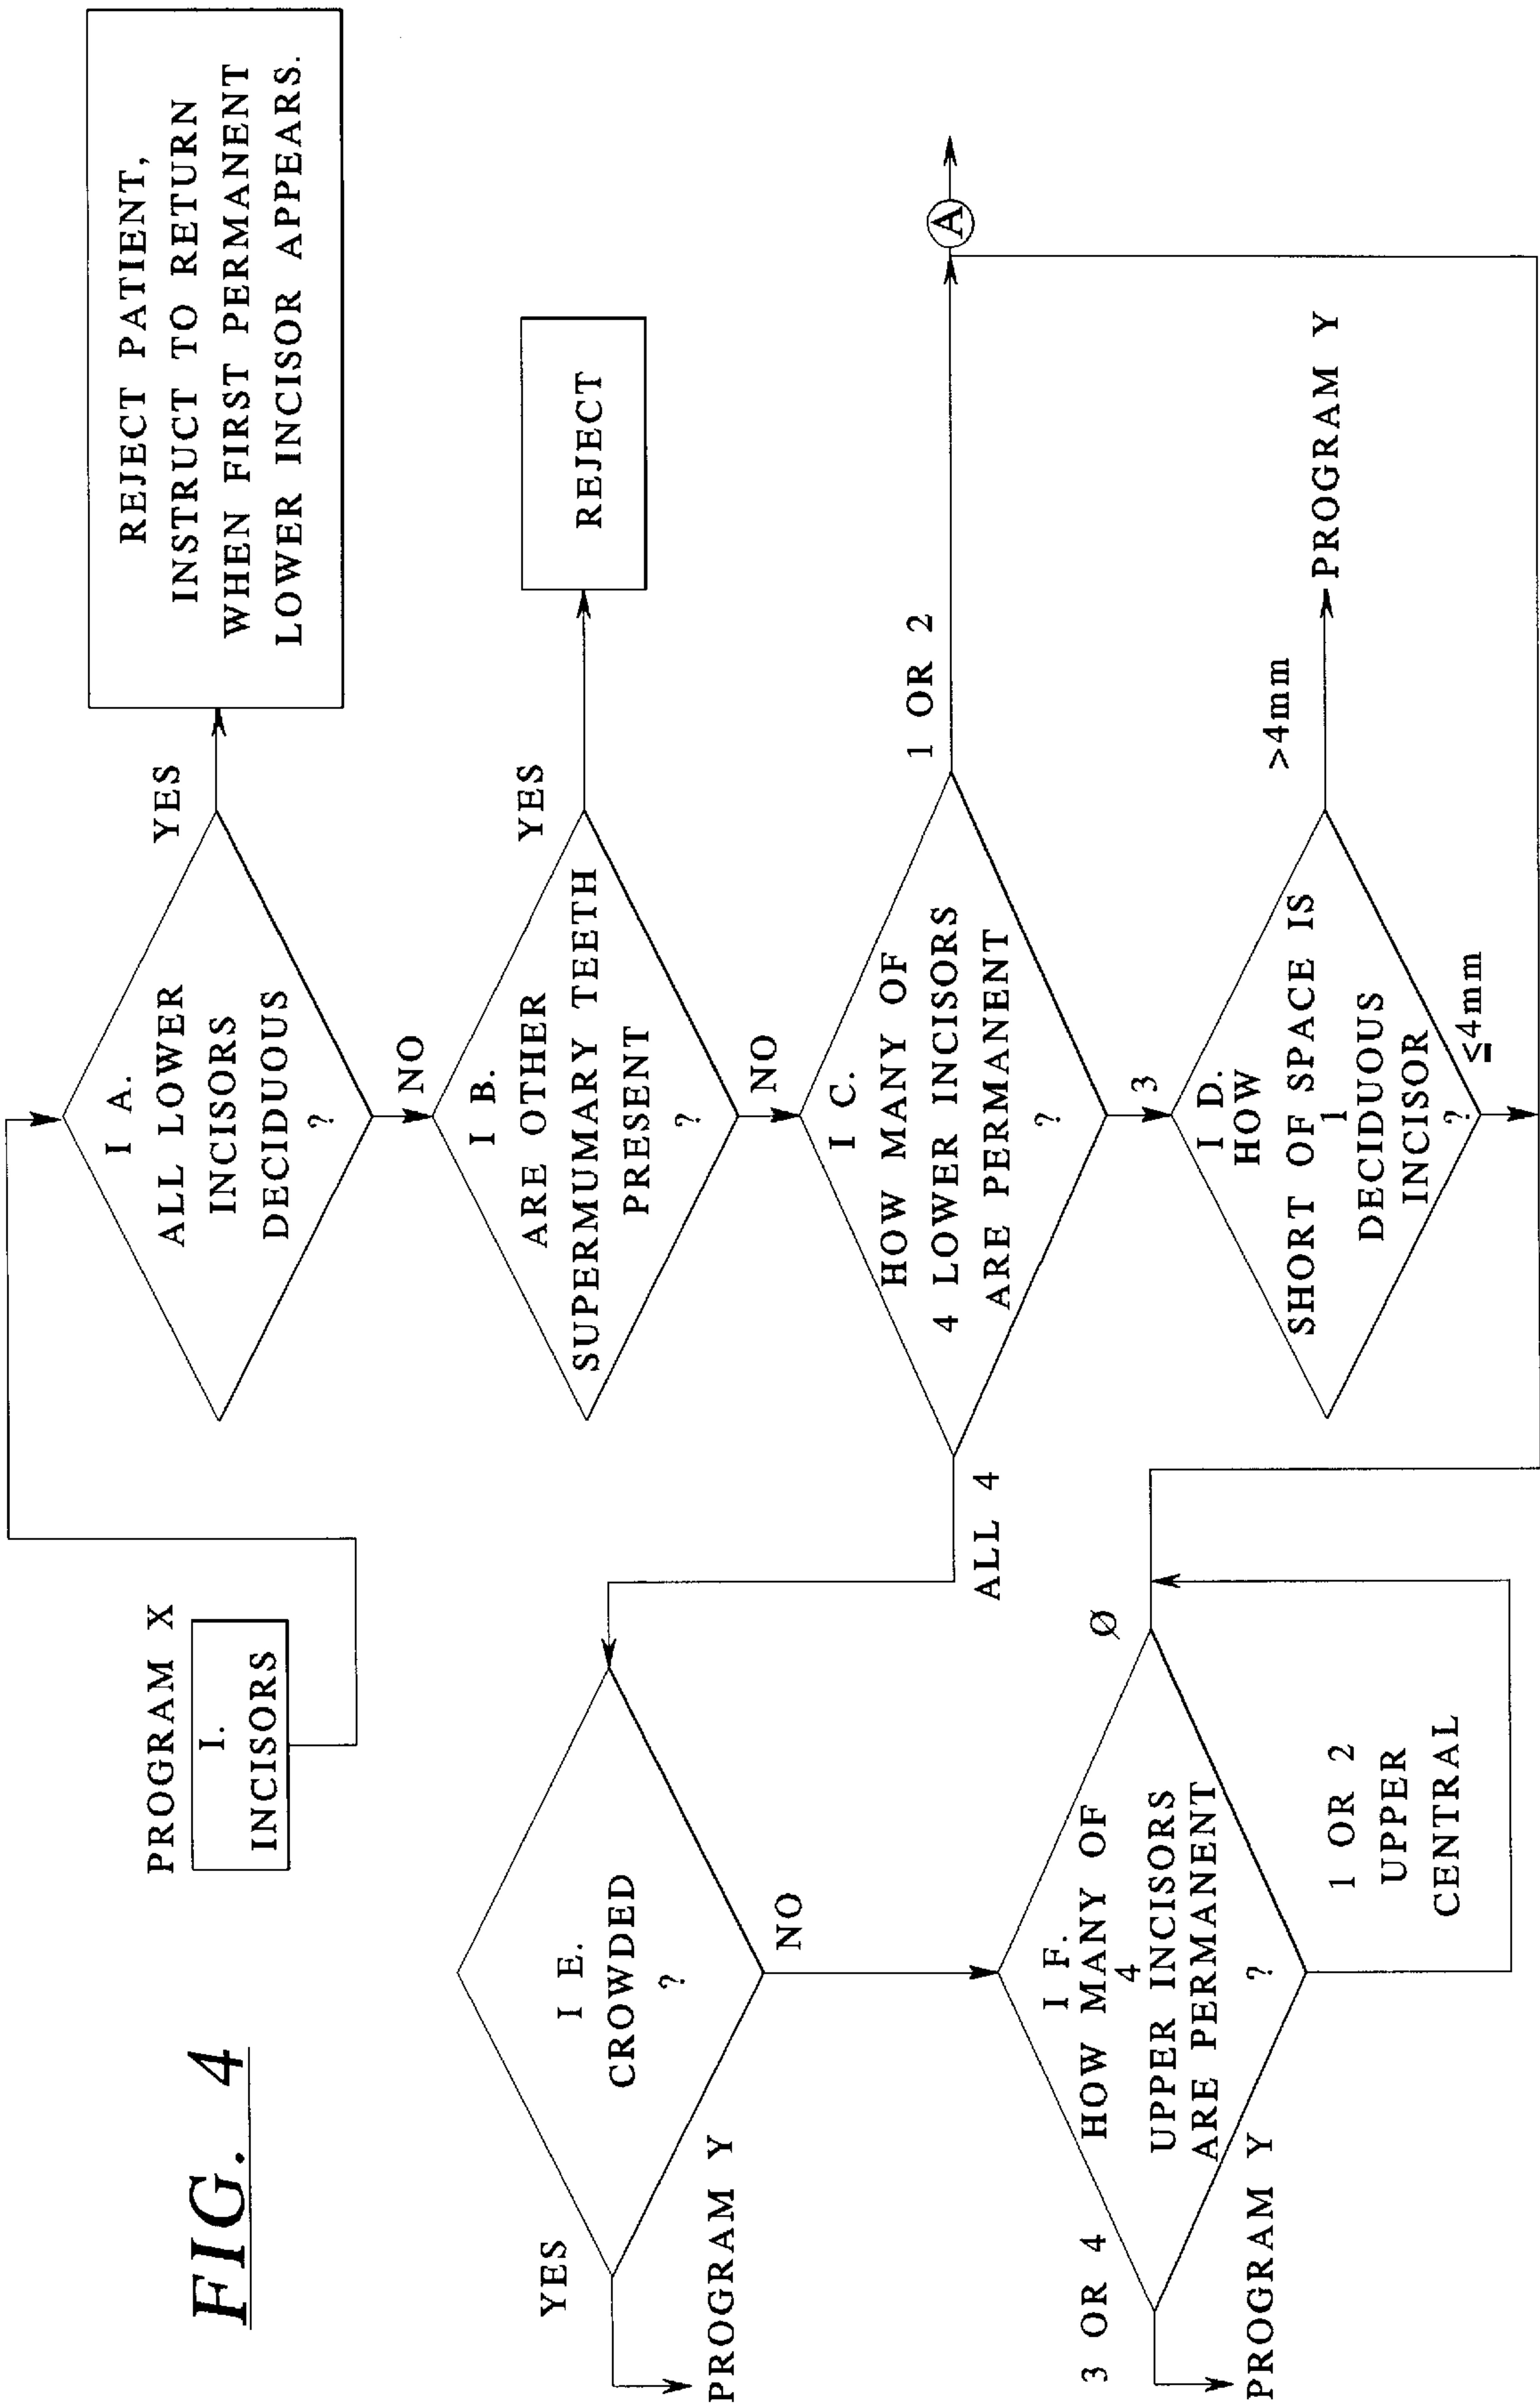 FIG. 4
PROGRAM X
I.
INCISORS
I A.
ALL LOWER
INCISORS
DECIDUOUS
?
YES
REJECT PATIENT,
INSTRUCT TO RETURN
WHEN FIRST PERMANENT
LOWER INCISOR APPEARS.
NO
I B.
ARE OTHER
SUPERMUMARY TEETH
PRESENT
?
YES
REJECT
NO
I C.
HOW MANY OF
4 LOWER INCISORS
ARE PERMANENT
?
1 OR 2
A
ALL 4
3
I D.
HOW
SHORT OF SPACE IS
1
DECIDUOUS
INCISOR
?
>4mm
PROGRAM Y
≤4mm
I E.
CROWDED
?
YES
PROGRAM Y
NO
I F.
HOW MANY OF
4
UPPER INCISORS
ARE PERMANENT
?
Ø
3 OR 4
PROGRAM Y
1 OR 2
UPPER
CENTRAL